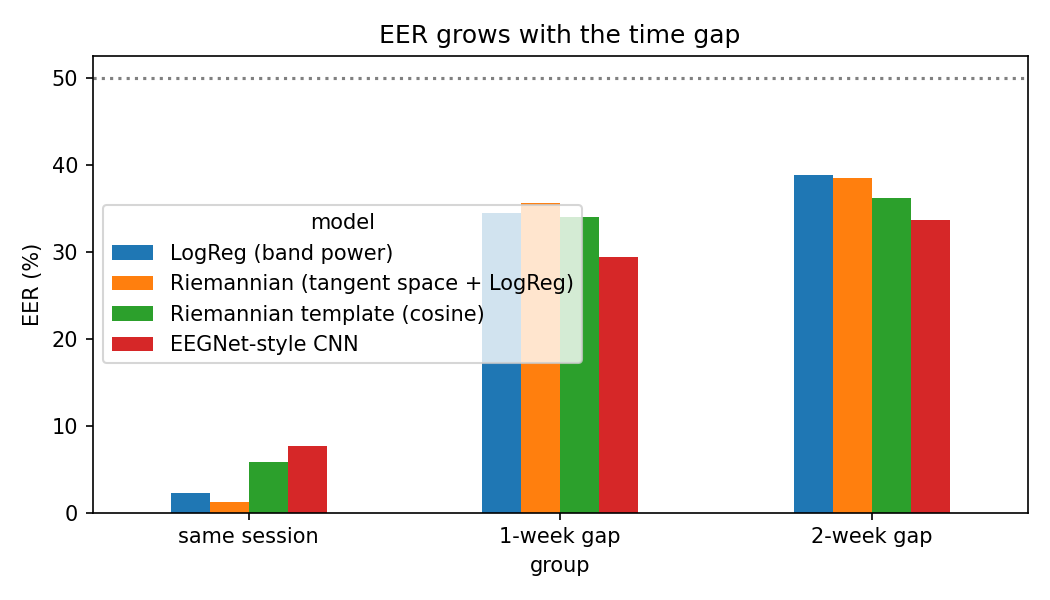 EER grows with the time gap
EER (%)
50
40
30
20
10
0
model
LogReg (band power)
Riemannian (tangent space + LogReg)
Riemannian template (cosine)
EEGNet-style CNN
same session
1-week gap
2-week gap
group